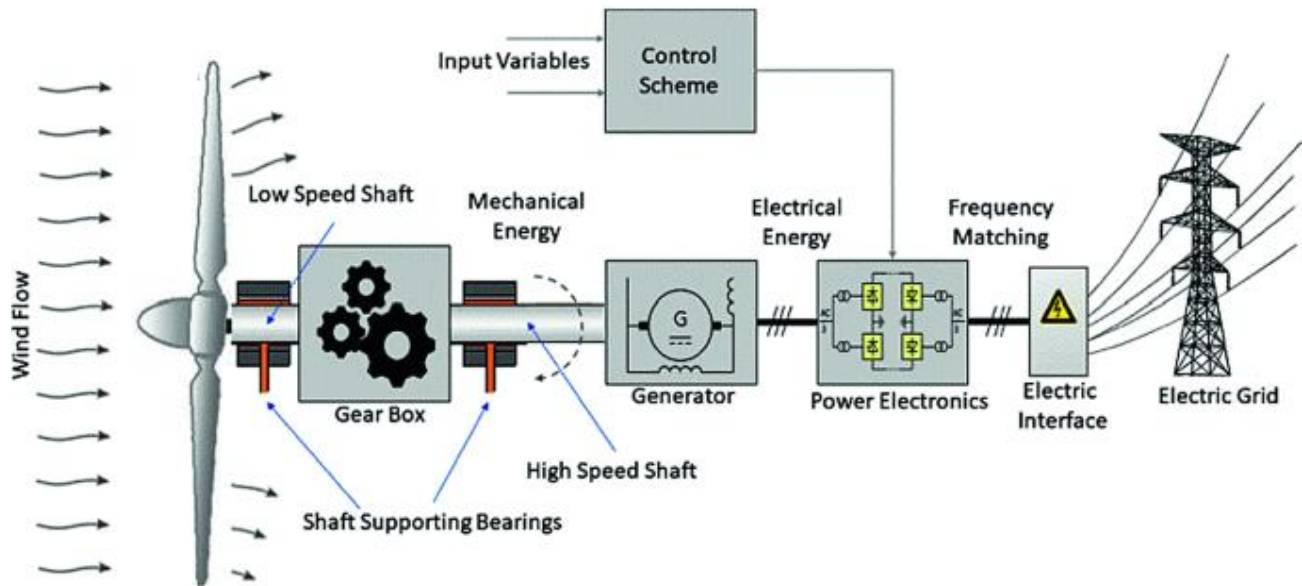 Input Variables
Control
Scheme
Wind Flow
Low Speed Shaft
Mechanical
Energy
Electrical
Energy
Frequency
Matching
G
Gear Box
Generator
Power Electronics
Electric
Interface
Electric Grid
High Speed Shaft
Shaft Supporting Bearings